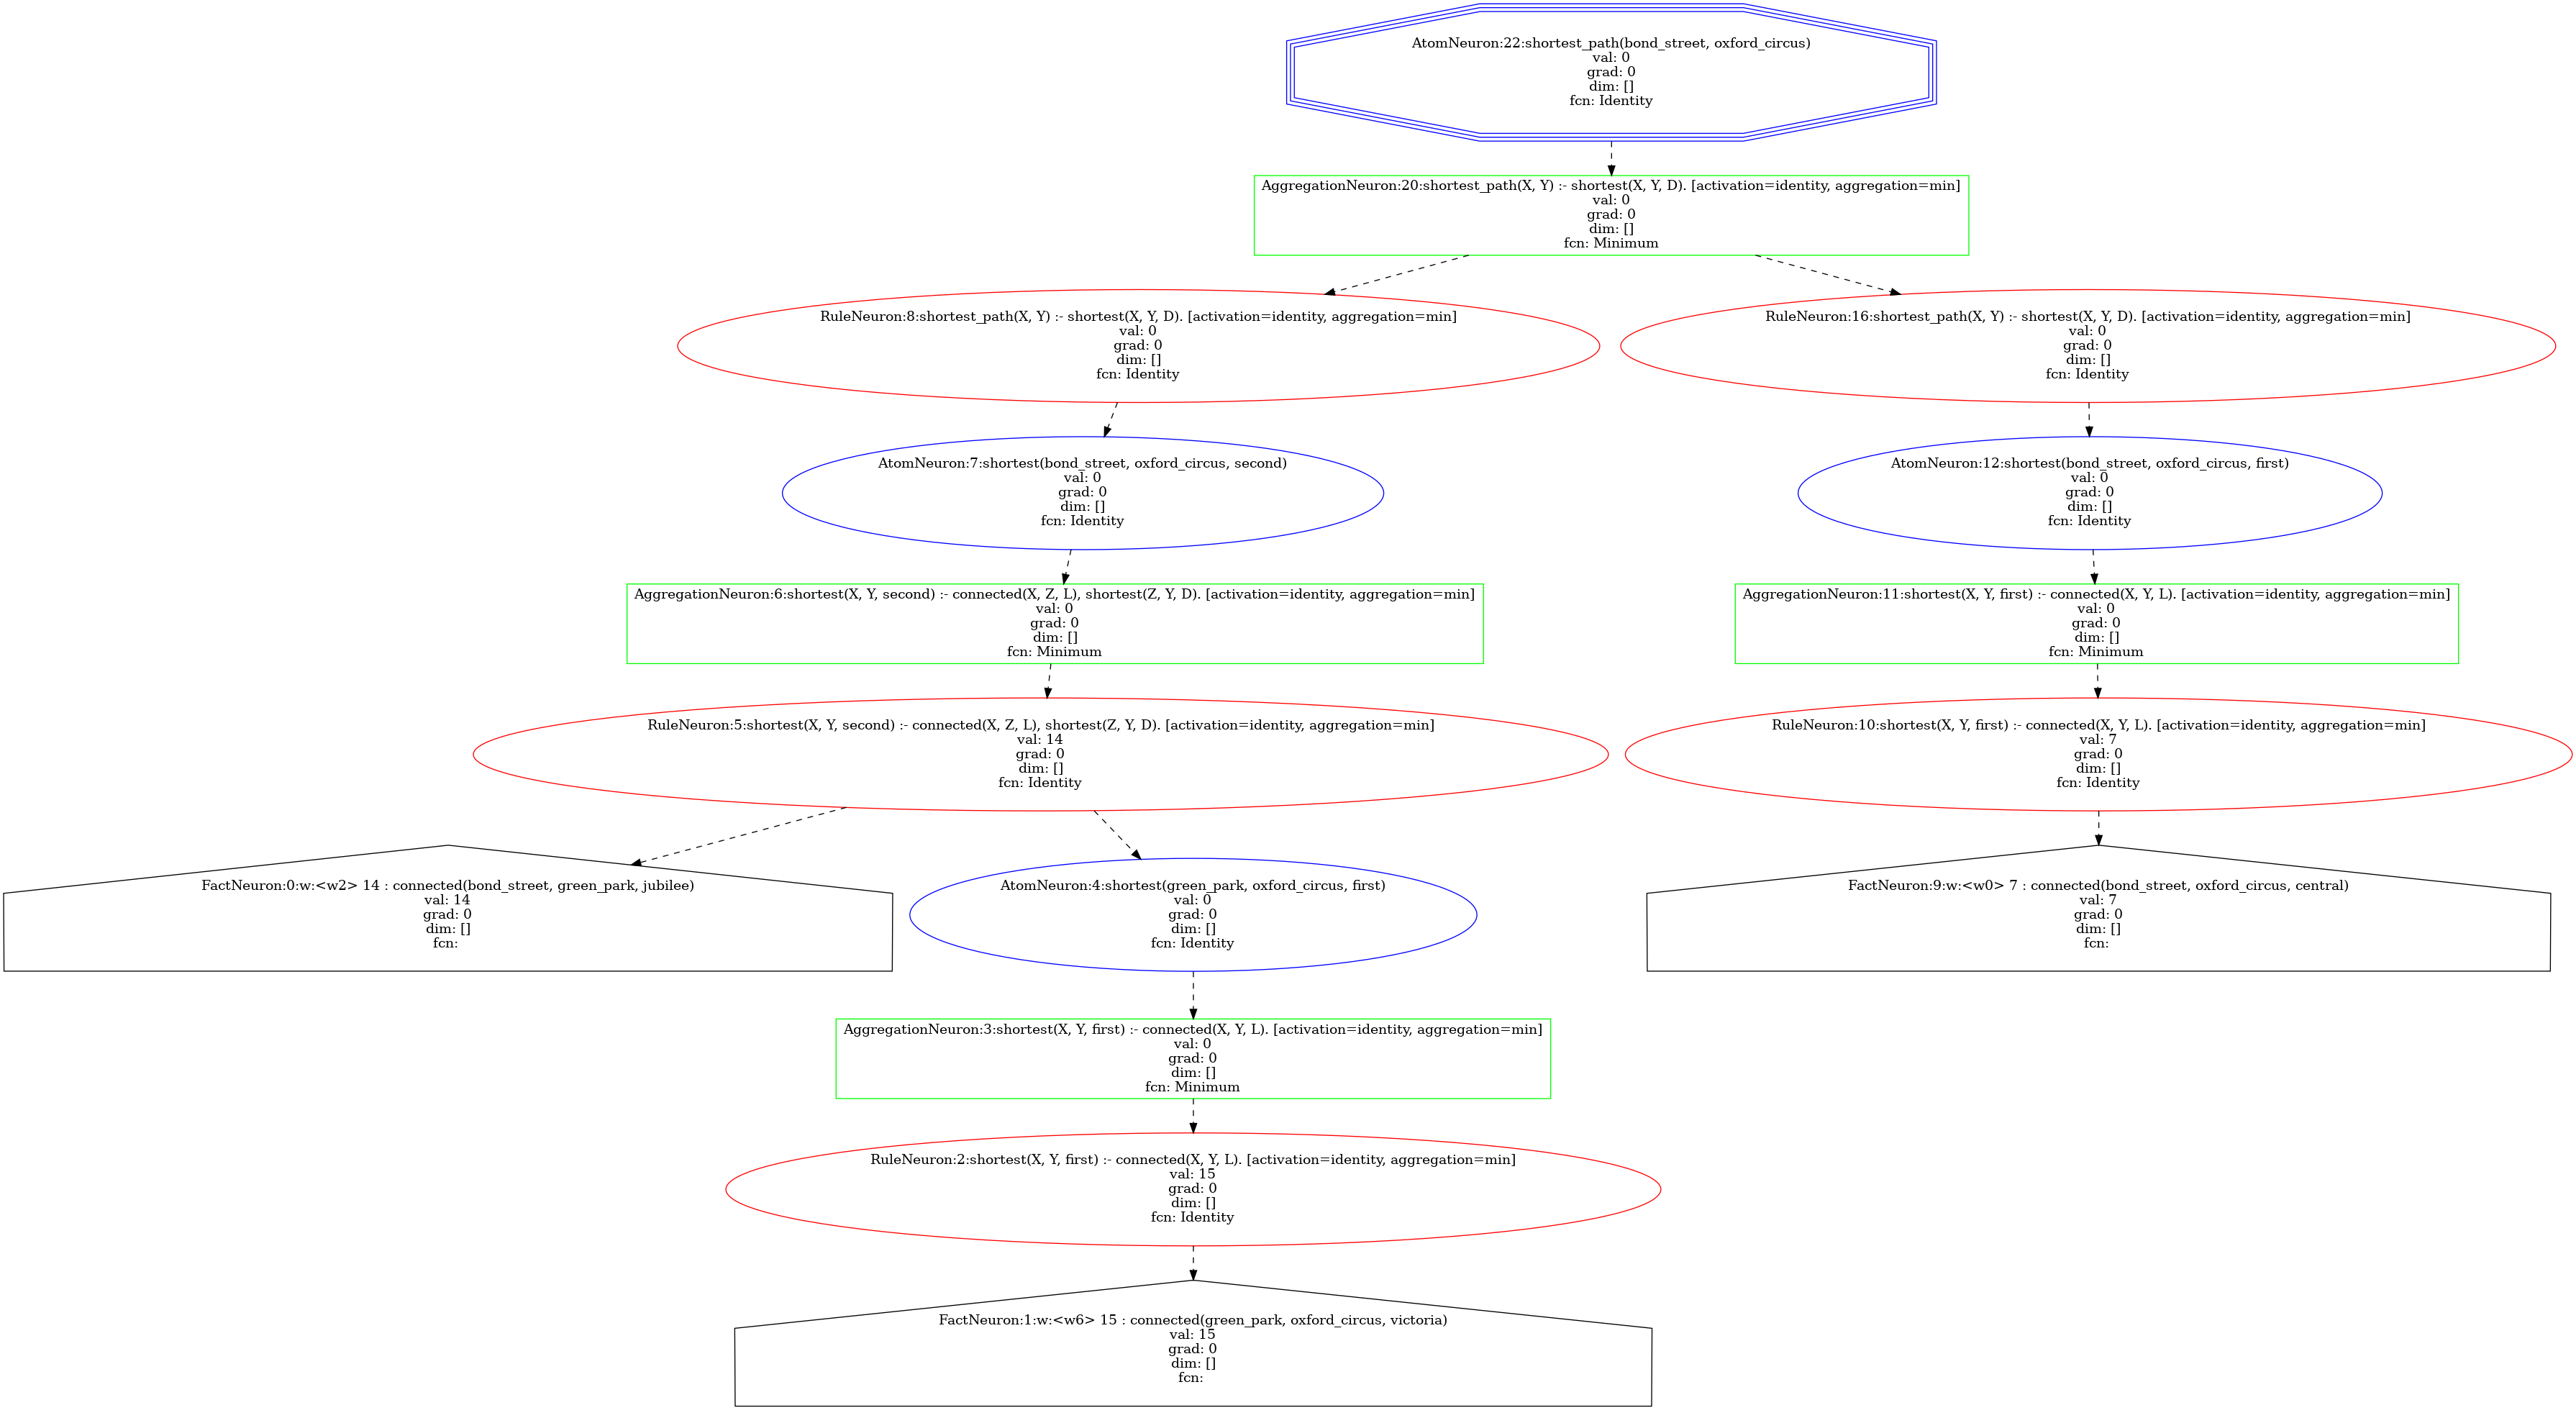 AtomNeuron:22:shortest_path(bond_street, oxford_circus)
val: 0
grad: 0
dim: []
fcn: Identity
AggregationNeuron:20:shortest_path(X, Y) :- shortest(X, Y, D). [activation=identity, aggregation=min]
val: 0
grad: 0
dim: []
fcn: Minimum
RuleNeuron:8:shortest_path(X, Y) :- shortest(X, Y, D). [activation=identity, aggregation=min]
val: 0
grad: 0
dim: []
fcn: Identity
RuleNeuron:16:shortest_path(X, Y) :- shortest(X, Y, D). [activation=identity, aggregation=min]
val: 0
grad: 0
dim: []
fcn: Identity
AtomNeuron:7:shortest(bond_street, oxford_circus, second)
val: 0
grad: 0
dim: []
fcn: Identity
AtomNeuron:12:shortest(bond_street, oxford_circus, first)
val: 0
grad: 0
dim: []
fcn: Identity
AggregationNeuron:6:shortest(X, Y, second) :- connected(X, Z, L), shortest(Z, Y, D). [activation=identity, aggregation=min]
val: 0
grad: 0
dim: []
fcn: Minimum
AggregationNeuron:11:shortest(X, Y, first) :- connected(X, Y, L). [activation=identity, aggregation=min]
val: 0
grad: 0
dim: []
fcn: Minimum
RuleNeuron:5:shortest(X, Y, second) :- connected(X, Z, L), shortest(Z, Y, D). [activation=identity, aggregation=min]
val: 14
grad: 0
dim: []
fcn: Identity
RuleNeuron:10:shortest(X, Y, first) :- connected(X, Y, L). [activation=identity, aggregation=min]
val: 7
grad: 0
dim: []
fcn: Identity
FactNeuron:0:w:<w2> 14 : connected(bond_street, green_park, jubilee)
val: 14
grad: 0
dim: []
fcn:
AtomNeuron:4:shortest(green_park, oxford_circus, first)
val: 0
grad: 0
dim: []
fcn: Identity
FactNeuron:9:w:<w0> 7 : connected(bond_street, oxford_circus, central)
val: 7
grad: 0
dim: []
fcn:
AggregationNeuron:3:shortest(X, Y, first) :- connected(X, Y, L). [activation=identity, aggregation=min]
val: 0
grad: 0
dim: []
fcn: Minimum
RuleNeuron:2:shortest(X, Y, first) :- connected(X, Y, L). [activation=identity, aggregation=min]
val: 15
grad: 0
dim: []
fcn: Identity
FactNeuron:1:w:<w6> 15 : connected(green_park, oxford_circus, victoria)
val: 15
grad: 0
dim: []
fcn: